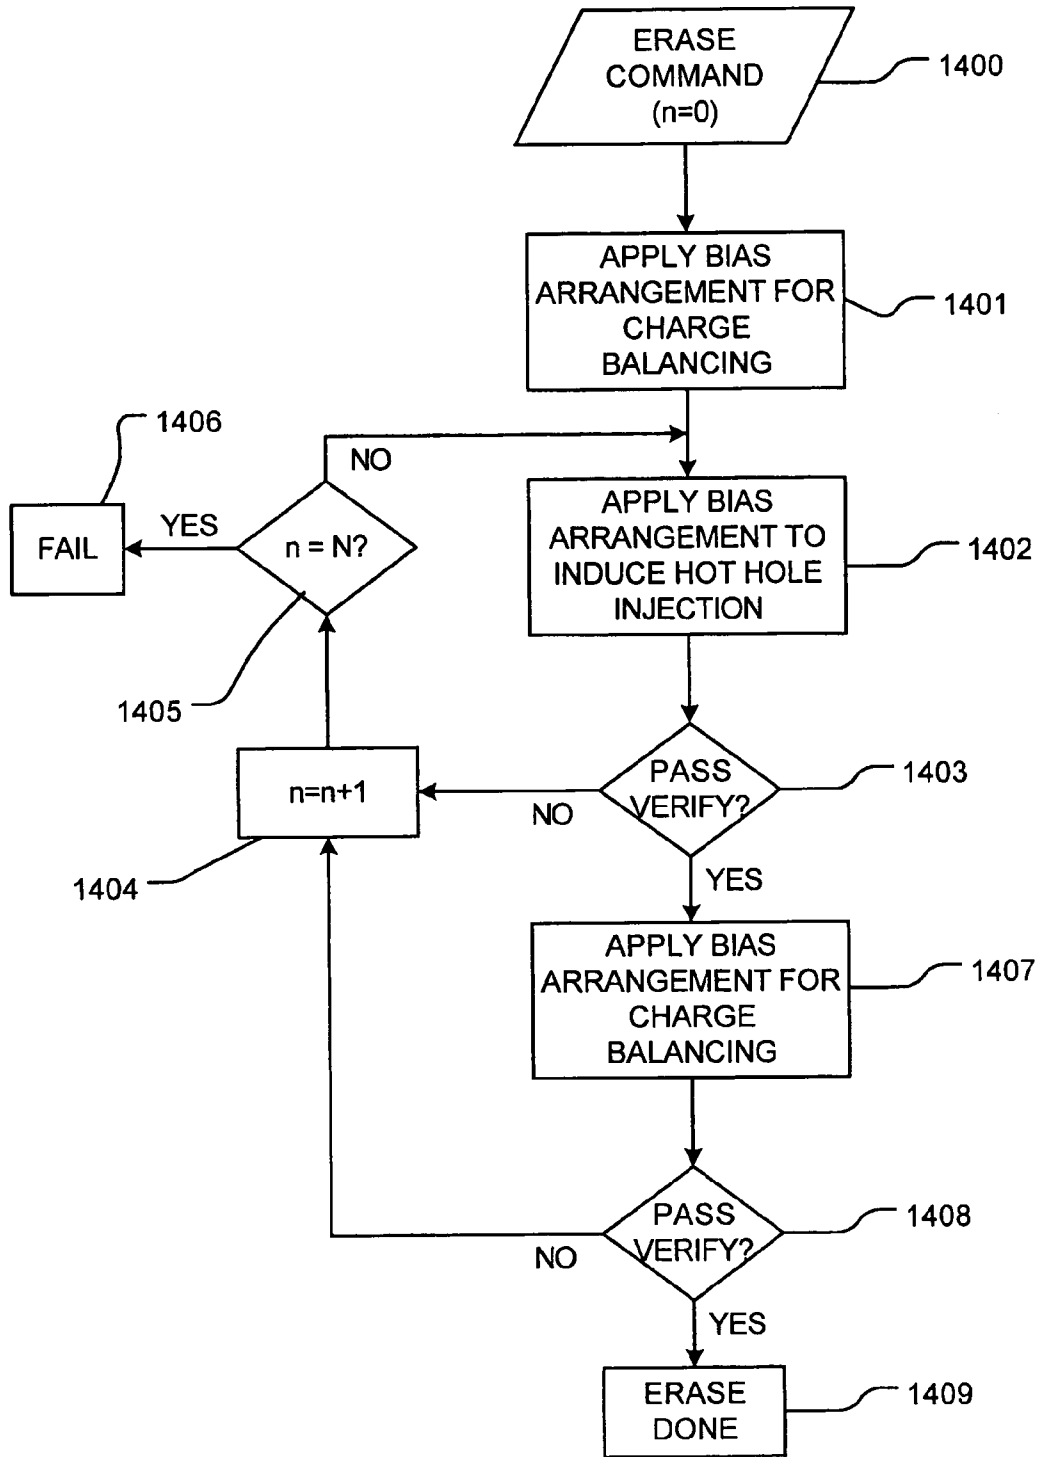 ERASE
COMMAND
(n=0)
1400
APPLY BIAS
ARRANGEMENT FOR
CHARGE
BALANCING
1401
1406
NO
YES
FAIL
n = N?
APPLY BIAS
ARRANGEMENT TO
INDUCE HOT HOLE
INJECTION
1402
1405
PASS
VERIFY?
1403
n=n+1
NO
1404
YES
APPLY BIAS
ARRANGEMENT FOR
CHARGE
BALANCING
1407
PASS
VERIFY?
1408
NO
YES
ERASE
DONE
1409